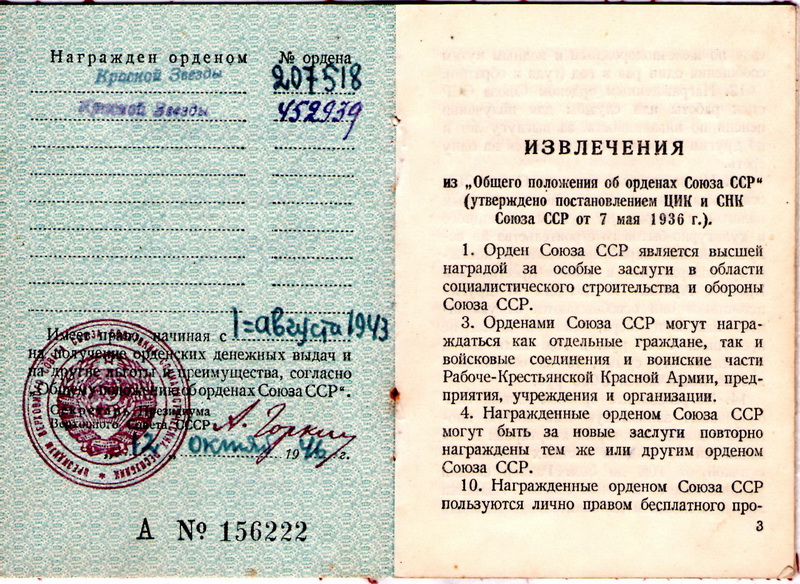 Награжден орденом № ордена
Красной Звезды 207518
Красной Звезды 452939
Имеет право, начиная с 1=августа 1943
на получение орденских денежных выдач и
на другие льготы и преимущества, согласно
„Общему положению об орденах Союза ССР“.
Секретарь Президиума
Верховного Совета СССР А. Горкин
12 „ октября 1946 г.
А № 156222
ИЗВЛЕЧЕНИЯ
из „Общего положения об орденах Союза ССР“
(утверждено постановлением ЦИК и СНК
Союза ССР от 7 мая 1936 г.).
1. Орден Союза ССР является высшей
наградой за особые заслуги в области
социалистического строительства и обороны
Союза ССР.
3. Орденами Союза ССР могут награ-
ждаться как отдельные граждане, так и
войсковые соединения и воинские части
Рабоче-Крестьянской Красной Армии, пред-
приятия, учреждения и организации.
4. Награжденные орденом Союза ССР
могут быть за новые заслуги повторно
награждены тем же или другим орденом
Союза ССР.
10. Награжденные орденом Союза ССР
пользуются лично правом бесплатного про-
3